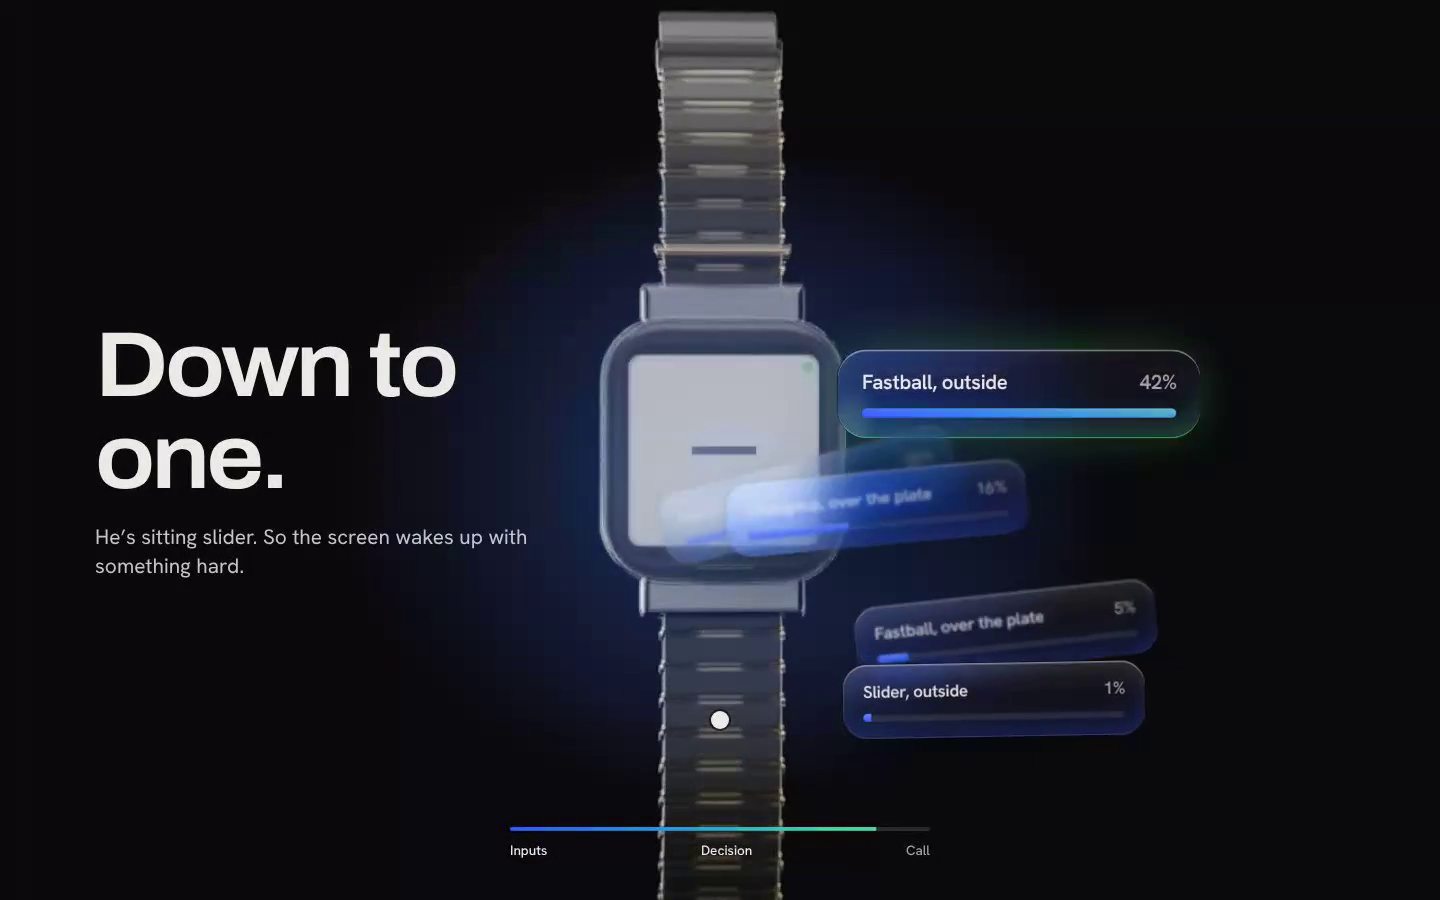 Down to
one.
He’s sitting slider. So the screen wakes up with
something hard.
Fastball, outside
42%
over the plate
16%
Fastball, over the plate
5%
Slider, outside
1%
Inputs
Decision
Call